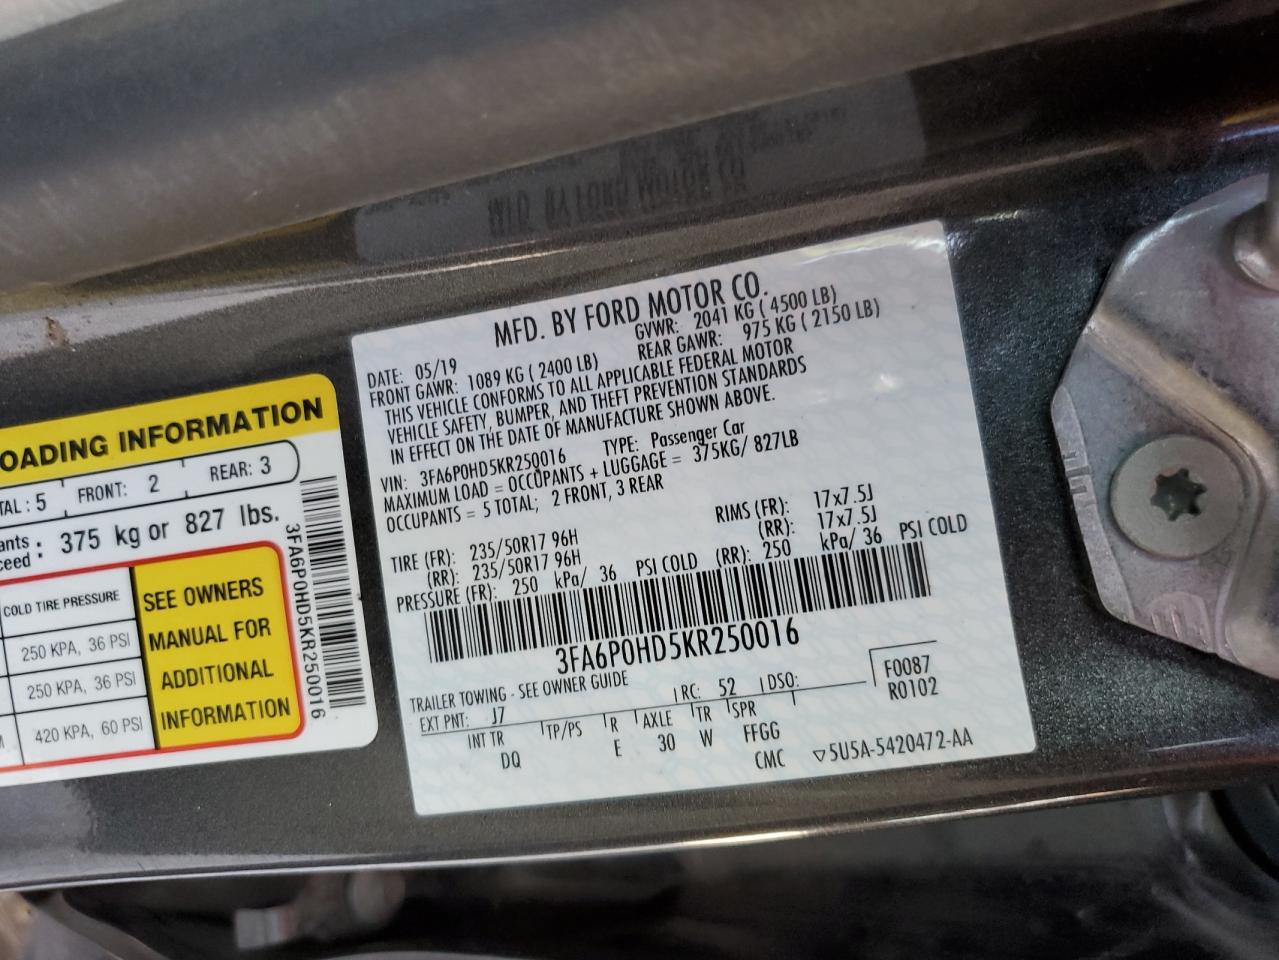 OADING INFORMATION
TAL: 5 FRONT: 2 REAR: 3
ants
ceed : 375 kg or 827 lbs.
COLD TIRE PRESSURE
250 KPA, 36 PSI
250 KPA, 36 PSI
420 KPA, 60 PSI
SEE OWNERS
MANUAL FOR
ADDITIONAL
INFORMATION
3FA6P0HD5KR250016
MFD. BY FORD MOTOR CO.
DATE: 05/19 GVWR: 2041 KG ( 4500 LB)
FRONT GAWR: 1089 KG ( 2400 LB) REAR GAWR: 975 KG ( 2150 LB)
THIS VEHICLE CONFORMS TO ALL APPLICABLE FEDERAL MOTOR
VEHICLE SAFETY, BUMPER, AND THEFT PREVENTION STANDARDS
IN EFFECT ON THE DATE OF MANUFACTURE SHOWN ABOVE.
VIN: 3FA6P0HD5KR250016 TYPE: Passenger Car
MAXIMUM LOAD = OCCUPANTS + LUGGAGE = 375KG/ 827LB
OCCUPANTS = 5 TOTAL; 2 FRONT, 3 REAR
TIRE (FR): 235/50R17 96H RIMS (FR): 17x7.5J
(RR): 235/50R17 96H (RR): 17x7.5J
PRESSURE (FR): 250 kPa/ 36 PSI COLD (RR): 250 kPa/ 36 PSI COLD
3FA6P0HD5KR250016
TRAILER TOWING - SEE OWNER GUIDE
EXT PNT: J7 RC: 52 DSO:
INT TR TP/PS R AXLE TR SPR
DQ E 30 W FFGG
CMC
F0087
R0102
▽5U5A-5420472-AA